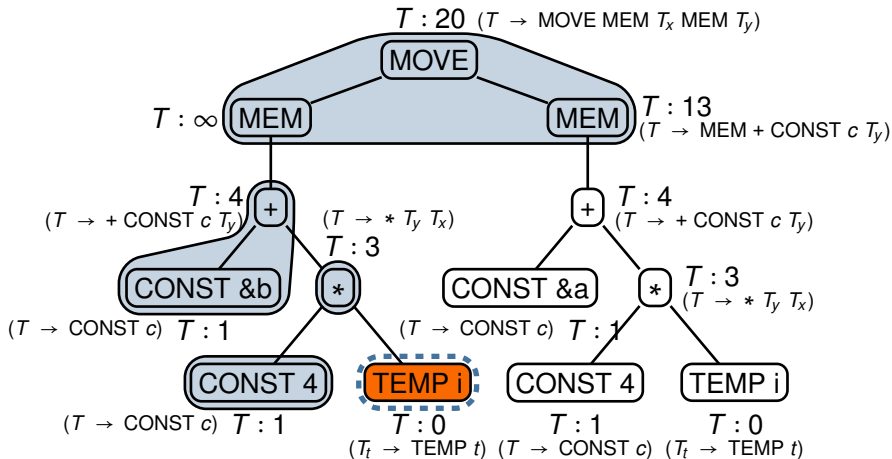 T : 20 (T → MOVE MEM Tx MEM Ty)
MOVE
T : ∞ MEM
MEM T : 13
(T → MEM + CONST c Ty)
T : 4
(T → + CONST c Ty)
+
(T → * Ty Tx)
T : 3
+
T : 4
(T → + CONST c Ty)
CONST &b
*
CONST &a
*
T : 3
(T → * Ty Tx)
(T → CONST c) T : 1
(T → CONST c) T : 1
CONST 4
TEMP i
CONST 4
TEMP i
(T → CONST c) T : 1
T : 0
(Tt → TEMP t)
T : 1
(T → CONST c)
T : 0
(Tt → TEMP t)